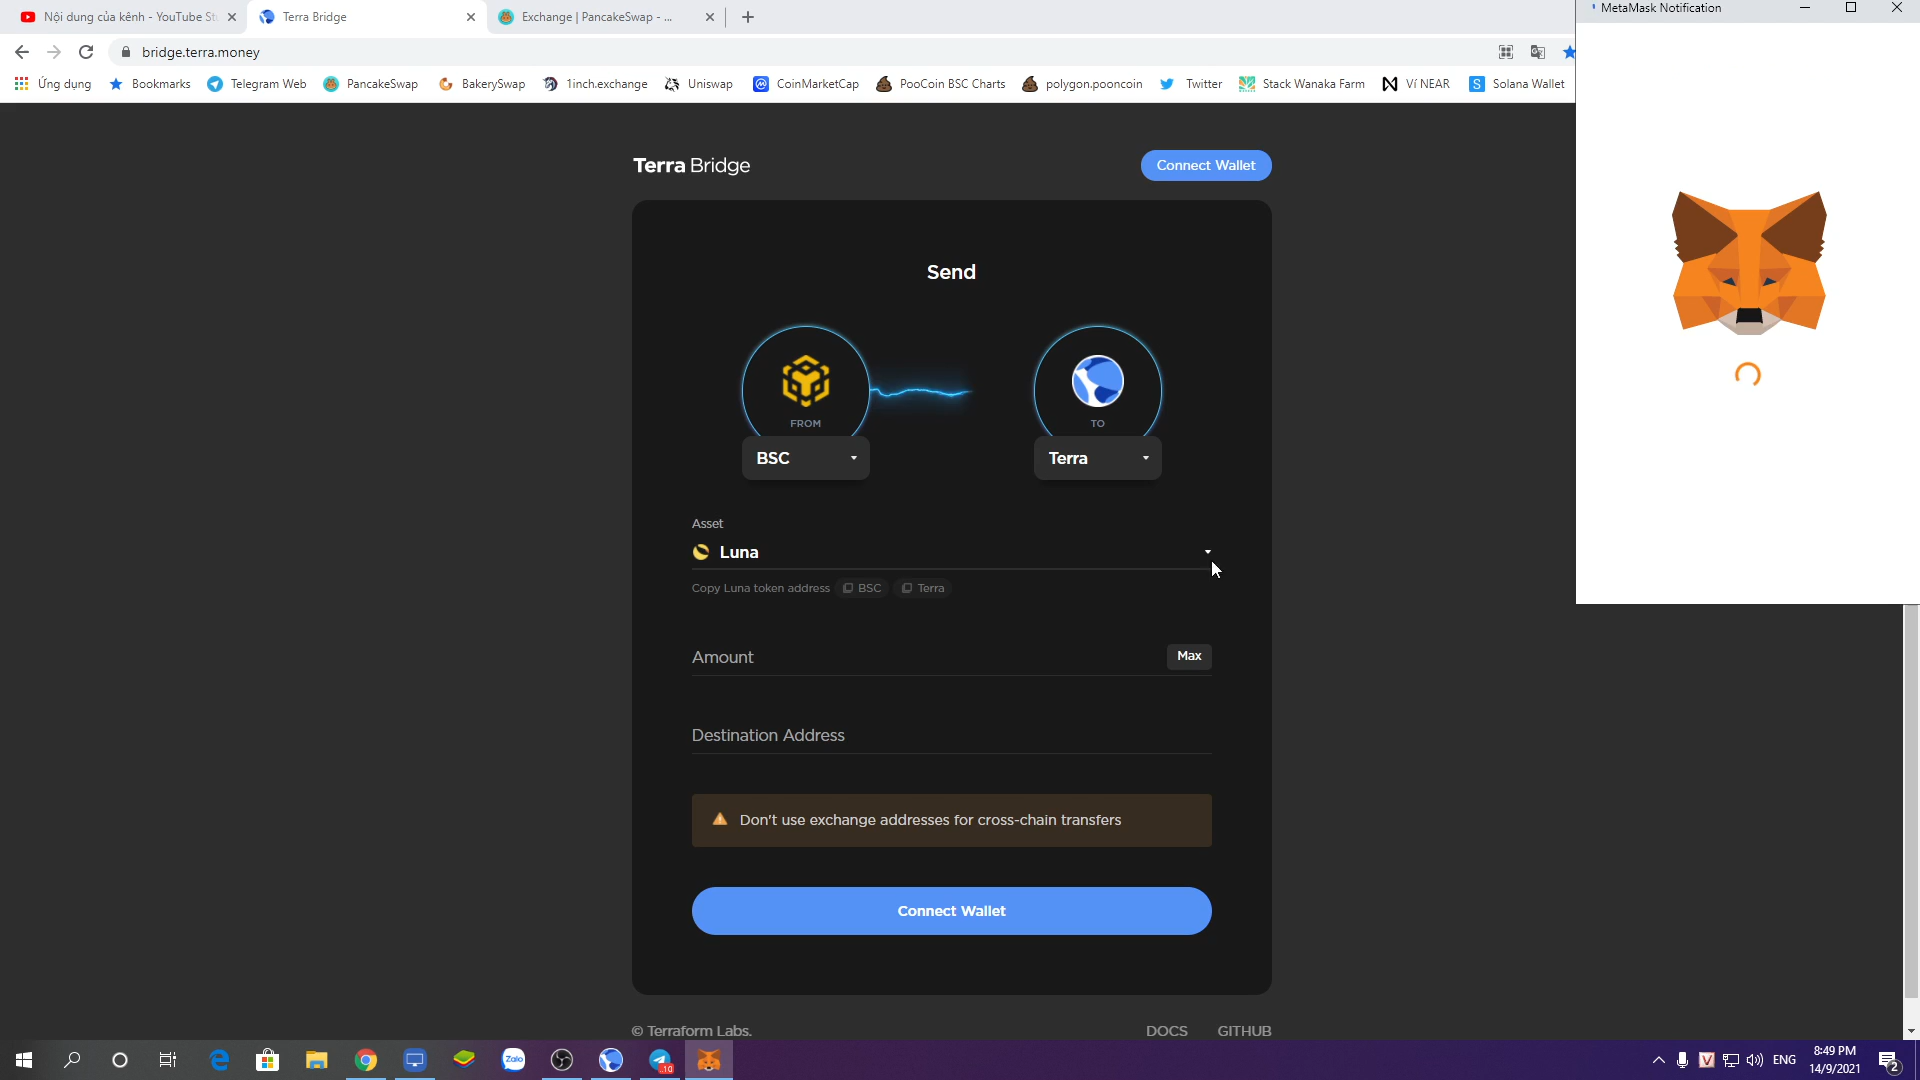 Nội dung của kênh - YouTube St
Terra Bridge
Exchange | PancakeSwap - ...
MetaMask Notification
bridge.terra.money
Ứng dụng
Bookmarks
Telegram Web
PancakeSwap
BakerySwap
1inch.exchange
Uniswap
CoinMarketCap
PooCoin BSC Charts
polygon.pooncoin
Twitter
Stack Wanaka Farm
Ví NEAR
Solana Wallet
Terra Bridge
Connect Wallet
Send
FROM
TO
BSC
Terra
Asset
Luna
Copy Luna token address BSC Terra
Amount
Max
Destination Address
Don't use exchange addresses for cross-chain transfers
Connect Wallet
© Terraform Labs.
DOCS
GITHUB
Zalo
..10
ENG
8:49 PM
14/9/2021
2